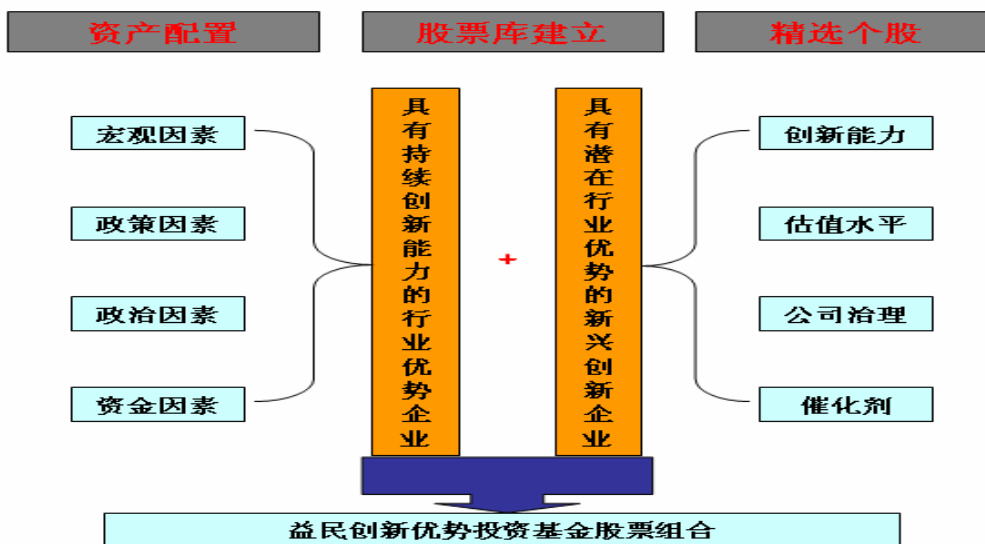 资产配置
股票库建立
精选个股
宏观因素
政策因素
政治因素
资金因素
具有持续创新能力的行业优势企业
+
具有潜在行业优势的新兴创新企业
创新能力
估值水平
公司治理
催化剂
益民创新优势投资基金股票组合